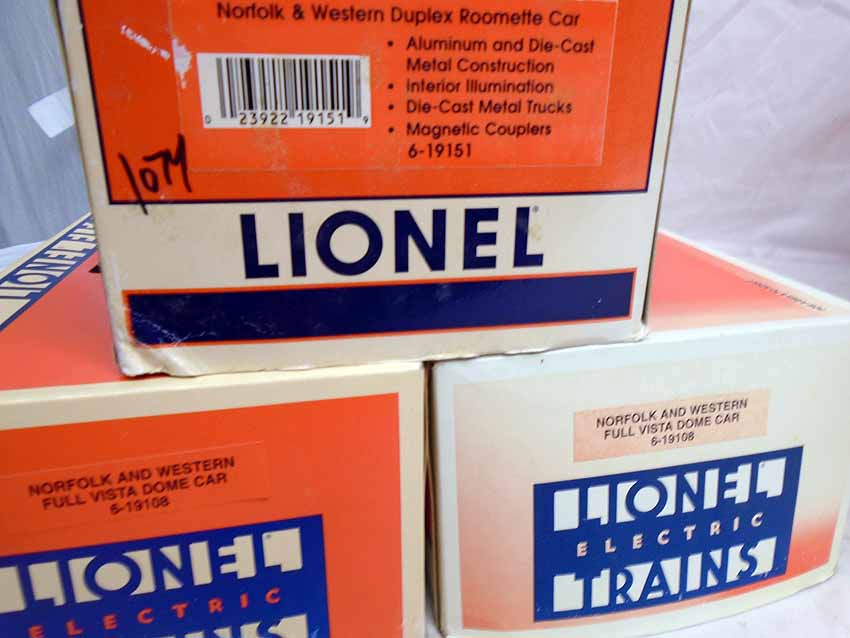 Norfolk & Western Duplex Roomette Car
• Aluminum and Die-Cast
Metal Construction
• Interior Illumination
• Die-Cast Metal Trucks
• Magnetic Couplers
6-19151
0 23922 19151 9
1074
LIONEL
NORFOLK AND WESTERN
FULL VISTA DOME CAR
6-19108
LIONEL
ELECTRIC
TRAINS
NORFOLK AND WESTERN
FULL VISTA DOME CAR
6-19108
LIONEL
ELECTRIC